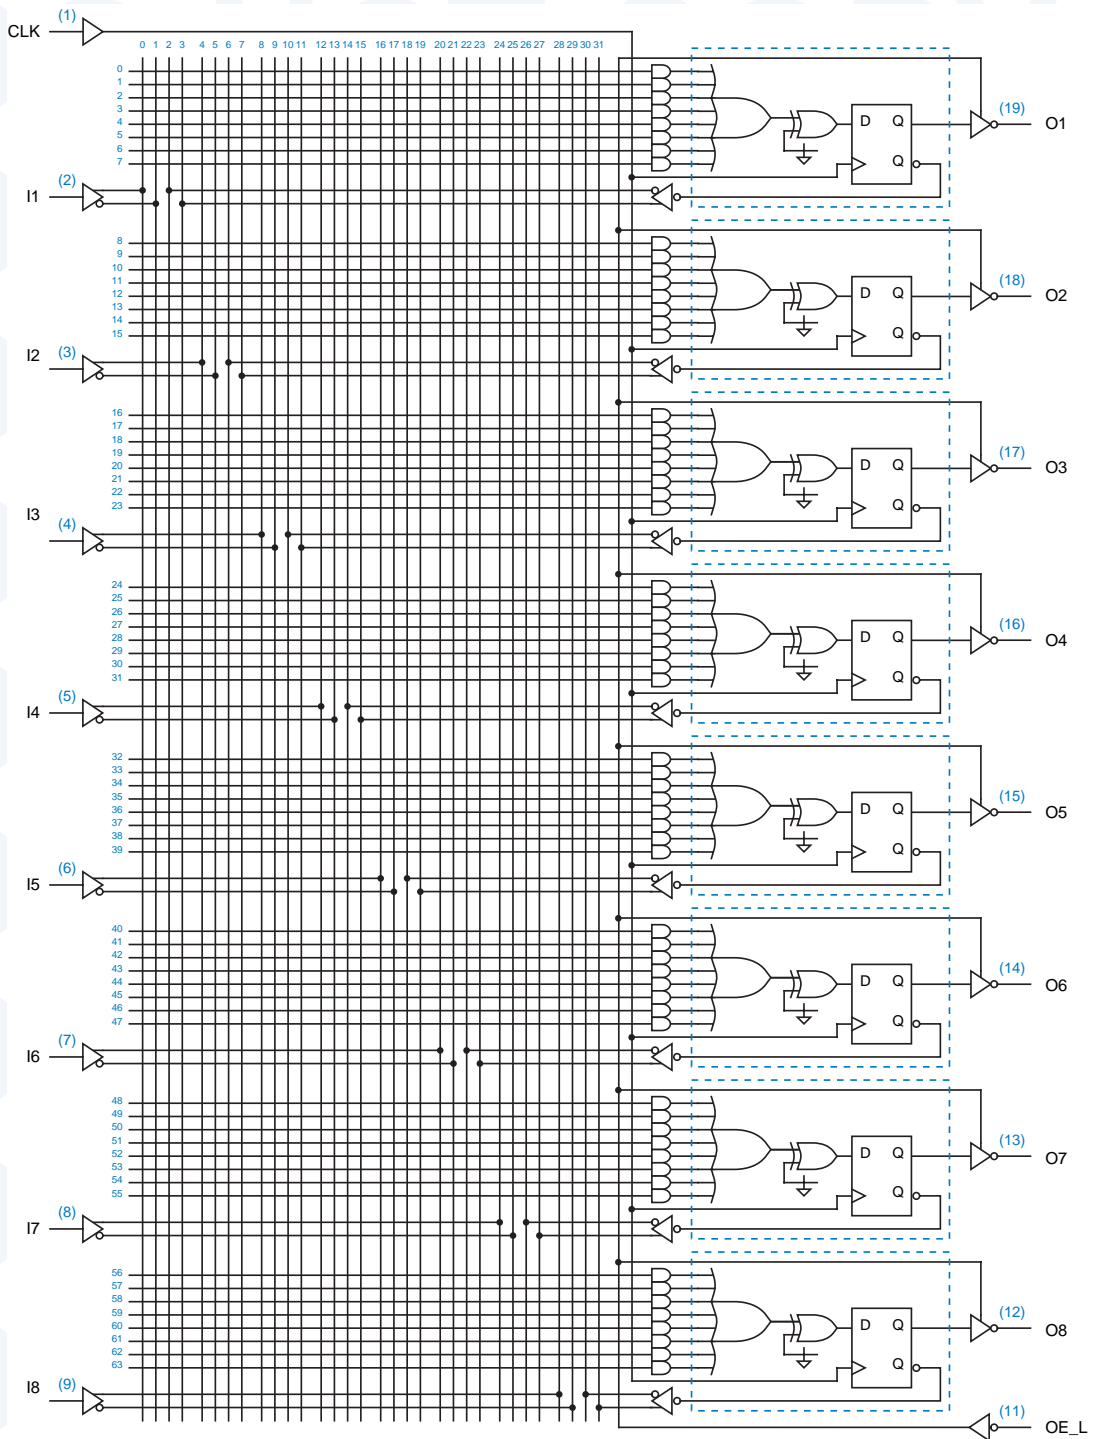 CLK (1)
0 1 2 3 4 5 6 7 8 9 10 11 12 13 14 15 16 17 18 19 20 21 22 23 24 25 26 27 28 29 30 31
0
1
2
3
4
5
6
7
D Q
Q
(19) O1
I1 (2)
8
9
10
11
12
13
14
15
D Q
Q
(18) O2
I2 (3)
16
17
18
19
20
21
22
23
D Q
Q
(17) O3
I3 (4)
24
25
26
27
28
29
30
31
D Q
Q
(16) O4
I4 (5)
32
33
34
35
36
37
38
39
D Q
Q
(15) O5
I5 (6)
40
41
42
43
44
45
46
47
D Q
Q
(14) O6
I6 (7)
48
49
50
51
52
53
54
55
D Q
Q
(13) O7
I7 (8)
56
57
58
59
60
61
62
63
D Q
Q
(12) O8
I8 (9)
(11) OE_L